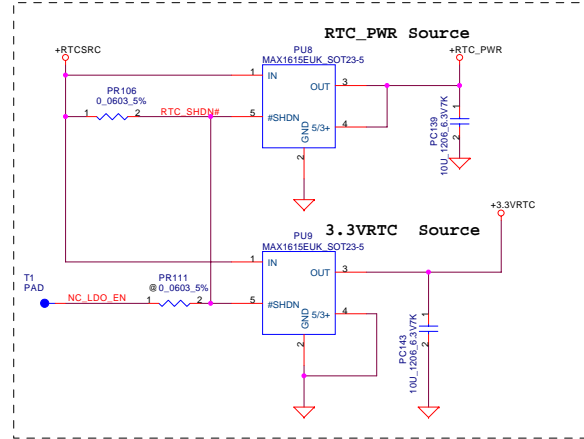 RTC_PWR Source
+RTCSRC
PU8
MAX1615EUK_SOT23-5
+RTC_PWR
1
IN
OUT
3
PR106
0_0603_5%
1
2
RTC_SHDN#
5
#SHDN
5/3+
4
GND
2
1
2
PC139
10U_1206_6.3V7K
3.3VRTC Source
+3.3VRTC
PU9
MAX1615EUK_SOT23-5
1
IN
OUT
3
T1
PAD
NC_LDO_EN
PR111
@0_0603_5%
1
2
5
#SHDN
5/3+
4
GND
2
1
2
PC143
10U_1206_6.3V7K